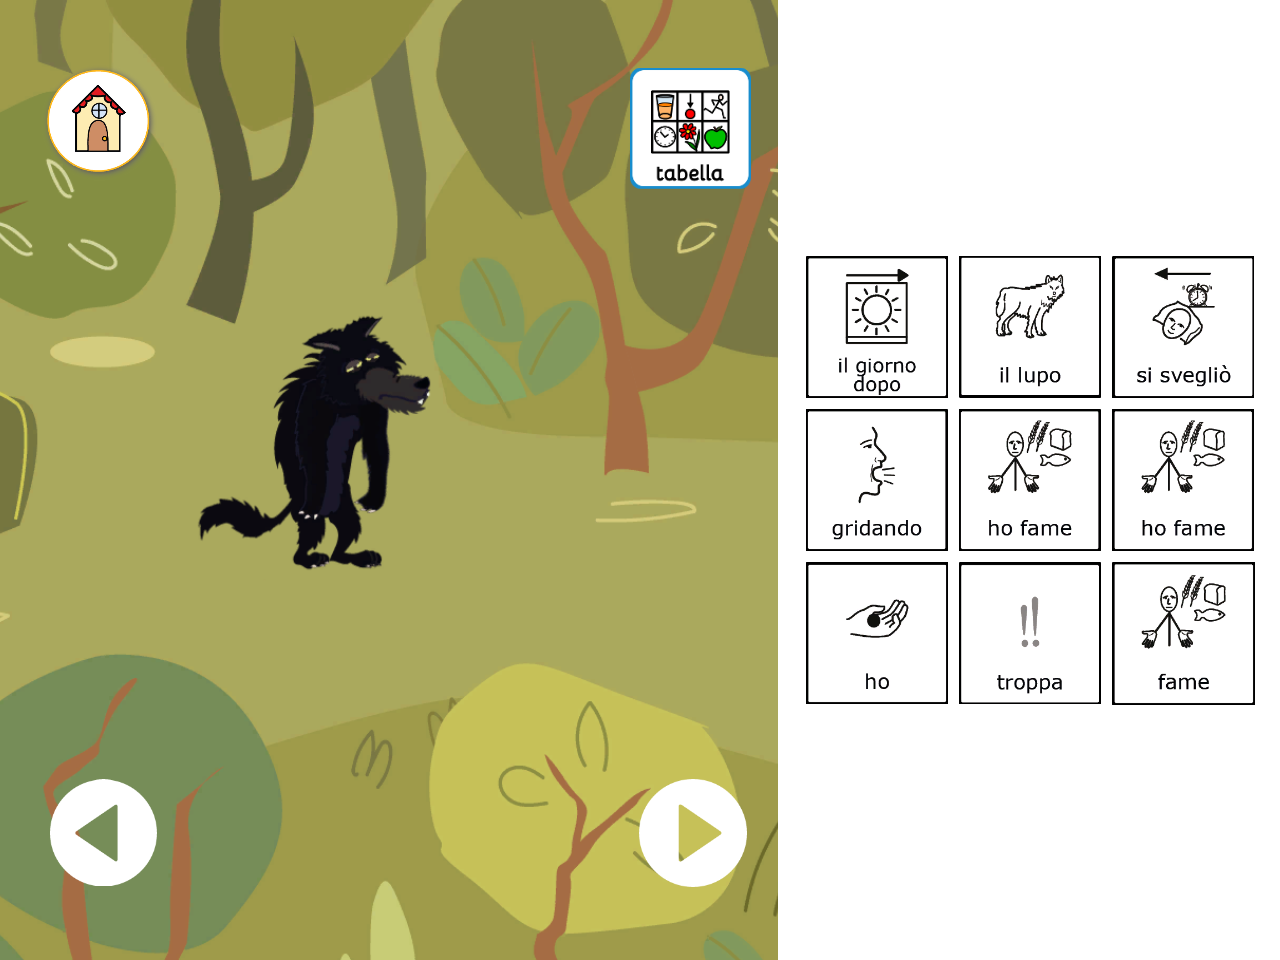 tabella
il giorno
dopo
il lupo
si svegliò
gridando
ho fame
ho fame
ho
troppa
fame